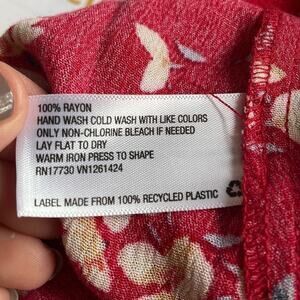 100% RAYON
HAND WASH COLD WASH WITH LIKE COLORS
ONLY NON-CHLORINE BLEACH IF NEEDED
LAY FLAT TO DRY
WARM IRON PRESS TO SHAPE
RN17730 VN1261424
LABEL MADE FROM 100% RECYCLED PLASTIC